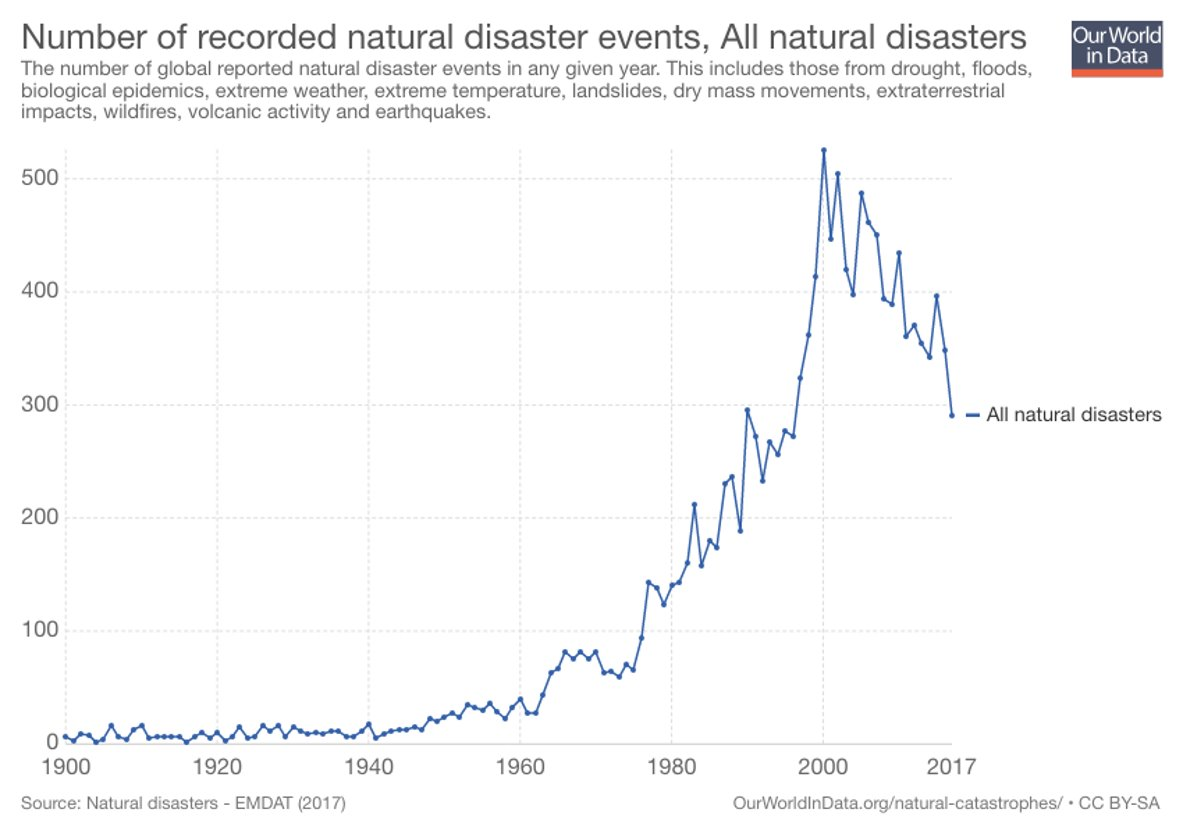 Number of recorded natural disaster events, All natural disasters
Our World
in Data
The number of global reported natural disaster events in any given year. This includes those from drought, floods,
biological epidemics, extreme weather, extreme temperature, landslides, dry mass movements, extraterrestrial
impacts, wildfires, volcanic activity and earthquakes.
500
400
300
All natural disasters
200
100
0
1900 1920 1940 1960 1980 2000 2017
Source: Natural disasters - EMDAT (2017)
OurWorldInData.org/natural-catastrophes/ • CC BY-SA